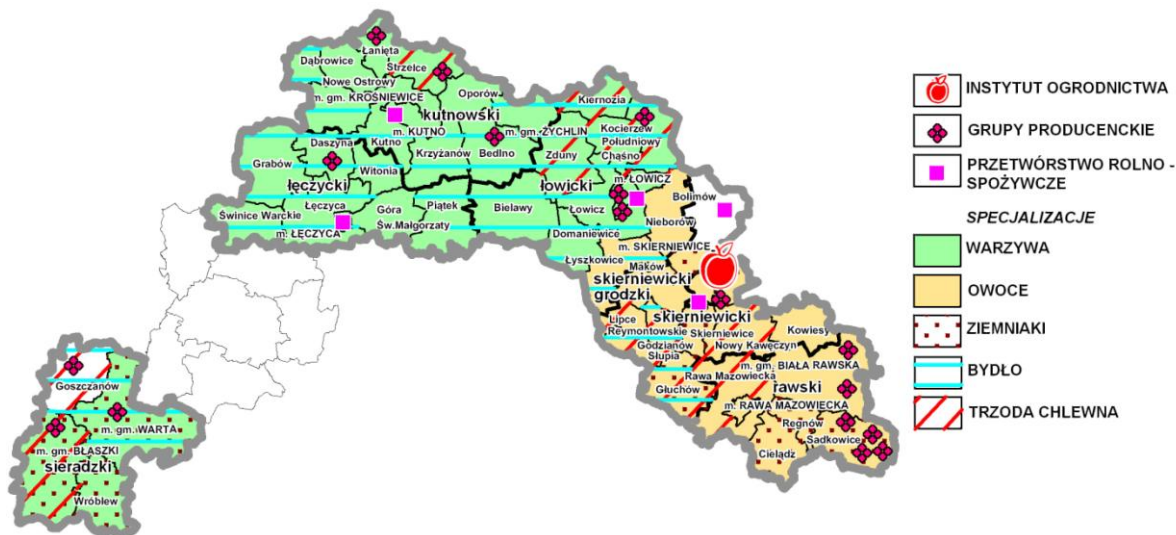 Łanięta
Dąbrowice
Strzelce
Nowe Ostrowy
Oporów
m. gm. KROŚNIEWICE
Kiernozia
kutnowski
m. KUTNO
m. gm. ŻYCHLIN
Kocierzew
Południowy
Daszyna
Kutno
Krzyżanów
Bedlno
Zduny
Chąśno
Grabów
Witonia
łęczycki
łowicki
m. ŁOWICZ
Bolimów
Łęczyca
Góra
Św.Małgorzaty
Piątek
Bielawy
Łowicz
Nieborów
Świnice Warckie
m. ŁĘCZYCA
Domaniewice
m. SKIERNIEWICE
Łyszkowice
Maków
skierniewicki
grodzki
skierniewicki
Lipce
Reymontowskie
Skierniewice
Kowiesy
Godzianów
Nowy Kawęczyn
Słupia
m. gm. BIAŁA RAWSKA
Rawa Mazowiecka
rawski
Głuchów
m. RAWA MAZOWIECKA
Regnów
Sadkowice
Cielądz
Goszczanów
m. gm. WARTA
m. gm. BŁASZKI
sieradzki
Wróblew
INSTYTUT OGRODNICTWA
GRUPY PRODUCENCKIE
PRZETWÓRSTWO ROLNO -
SPOŻYWCZE
SPECJALIZACJE
WARZYWA
OWOCE
ZIEMNIAKI
BYDŁO
TRZODA CHLEWNA